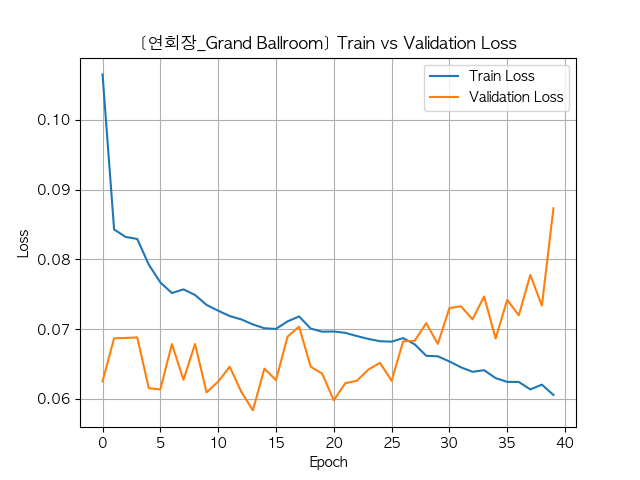 [연회장_Grand Ballroom] Train vs Validation Loss
Train Loss
Validation Loss
Loss
0.10
0.09
0.08
0.07
0.06
0 5 10 15 20 25 30 35 40
Epoch